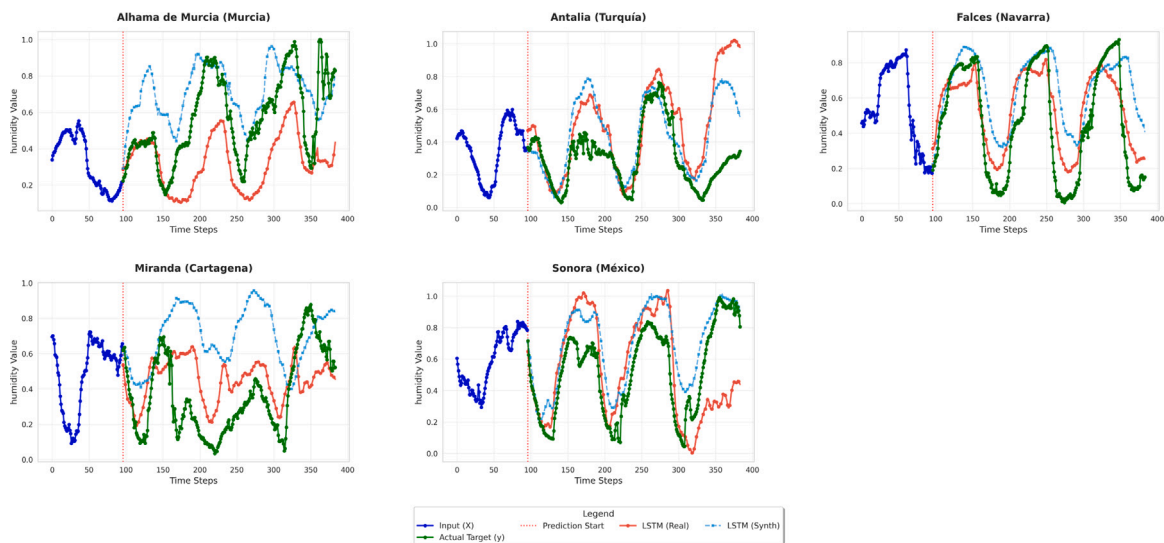 Alhama de Murcia (Murcia)
1.0
0.8
0.6
0.4
0.2
humidity Value
0 50 100 150 200 250 300 350 400
Time Steps
Antalia (Turquía)
1.0
0.8
0.6
0.4
0.2
0.0
humidity Value
0 50 100 150 200 250 300 350 400
Time Steps
Falces (Navarra)
0.8
0.6
0.4
0.2
0.0
humidity Value
0 50 100 150 200 250 300 350 400
Time Steps
Miranda (Cartagena)
1.0
0.8
0.6
0.4
0.2
0.0
humidity Value
0 50 100 150 200 250 300 350 400
Time Steps
Sonora (México)
1.0
0.8
0.6
0.4
0.2
0.0
humidity Value
0 50 100 150 200 250 300 350 400
Time Steps
Legend
Input (X) Prediction Start LSTM (Real) LSTM (Synth)
Actual Target (y)